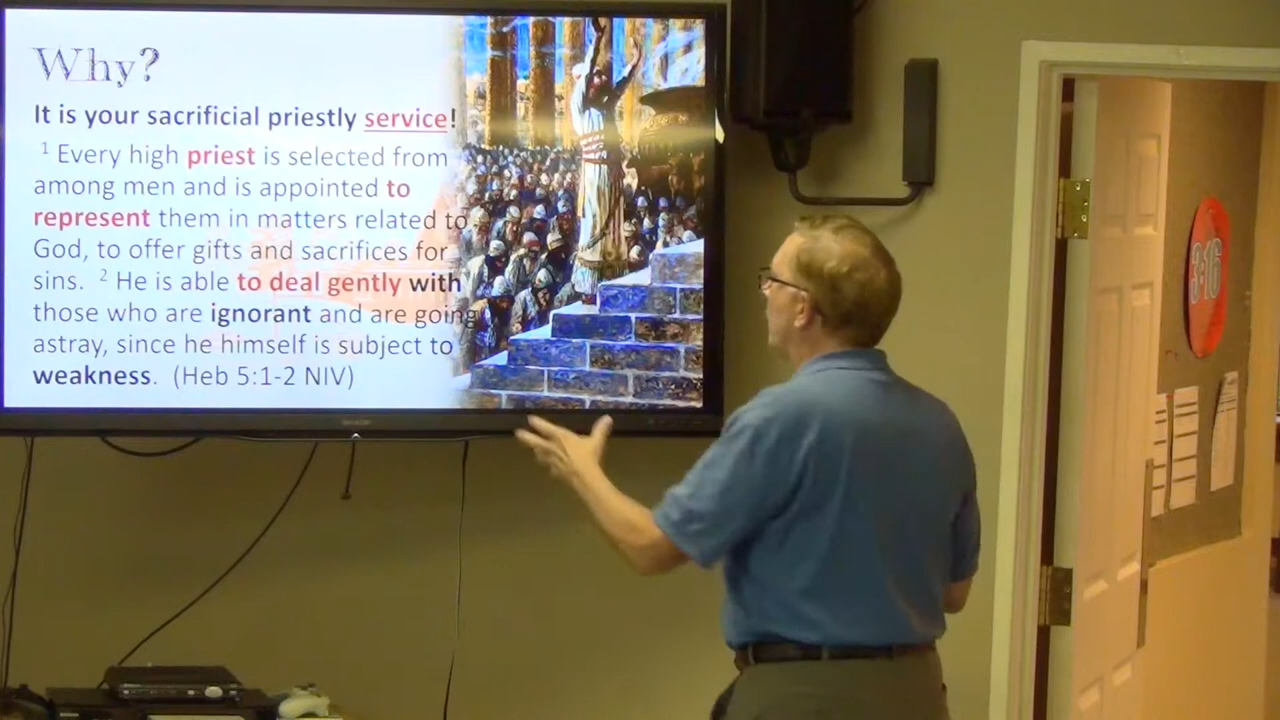 Why?
It is your sacrificial priestly service!
1 Every high priest is selected from
among men and is appointed to
represent them in matters related to
God, to offer gifts and sacrifices for
sins. 2 He is able to deal gently with
those who are ignorant and are going
astray, since he himself is subject to
weakness. (Heb 5:1-2 NIV)
3:16